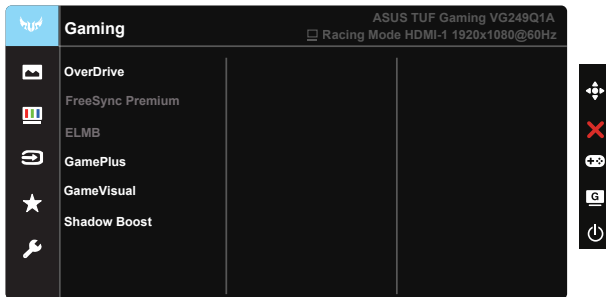 Gaming
ASUS TUF Gaming VG249Q1A
Racing Mode HDMI-1 1920x1080@60Hz
OverDrive
FreeSync Premium
ELMB
GamePlus
GameVisual
Shadow Boost
G